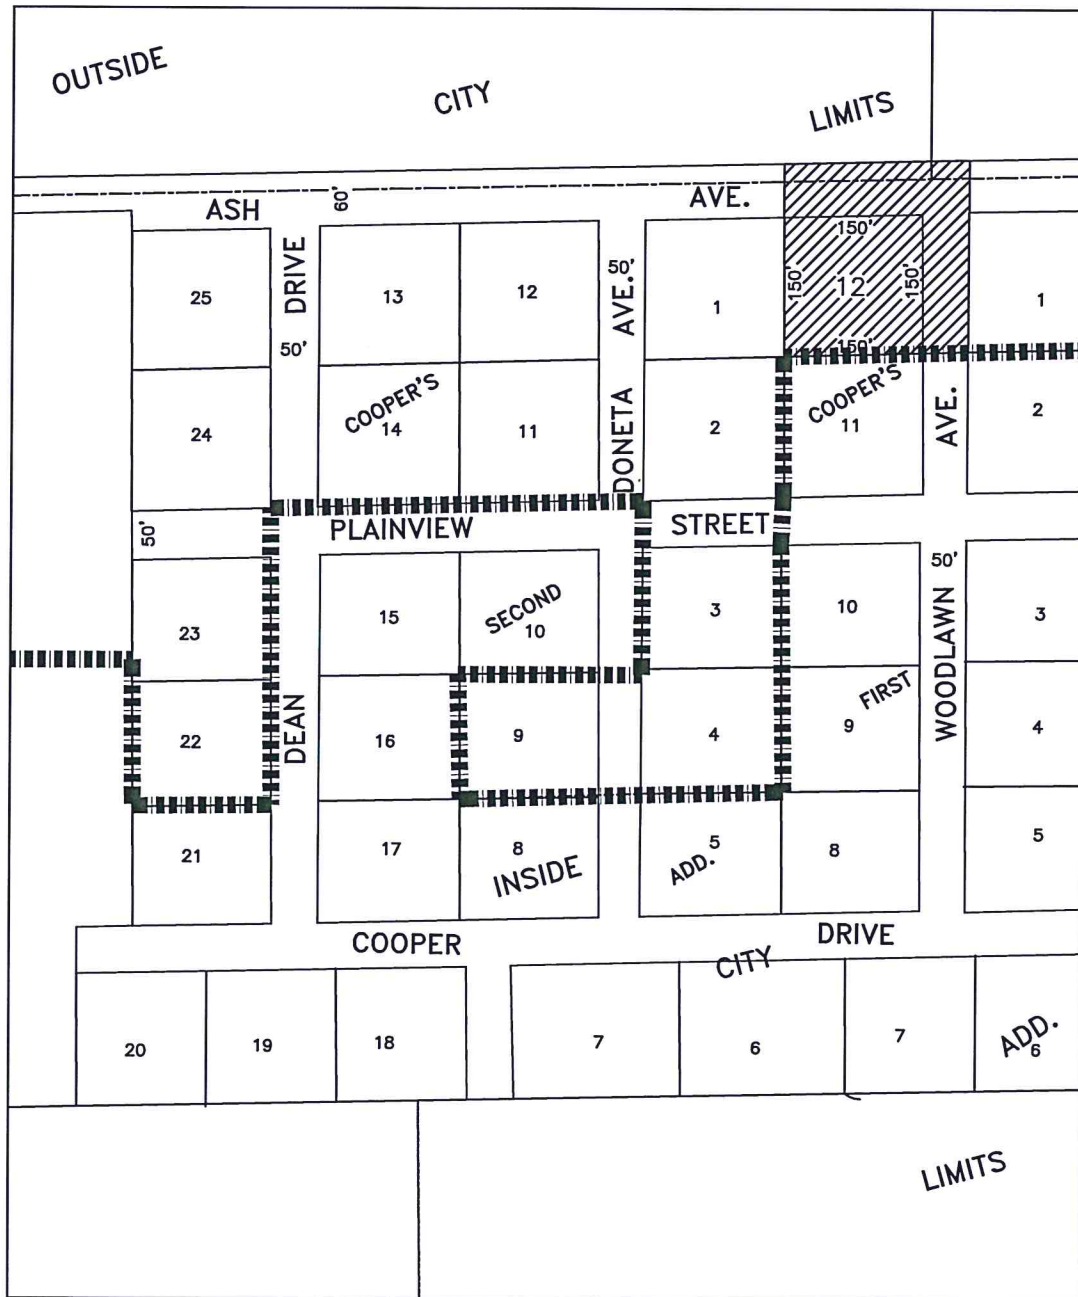 OUTSIDE CITY LIMITS
ASH 60' AVE.
25 DRIVE 13 12 50' 1 150' 150' 12 150' 1
50' AVE. 150'
24 COOPER'S 14 11 DONETA 2 COOPER'S 11 AVE. 2
50' PLAINVIEW STREET
23 15 SECOND 10 3 10 50' 3
22 DEAN 16 9 4 9 FIRST WOODLAWN 4
21 17 8 INSIDE ADD. 5 8 5
COOPER CITY DRIVE
20 19 18 7 6 7 ADD. 6
LIMITS